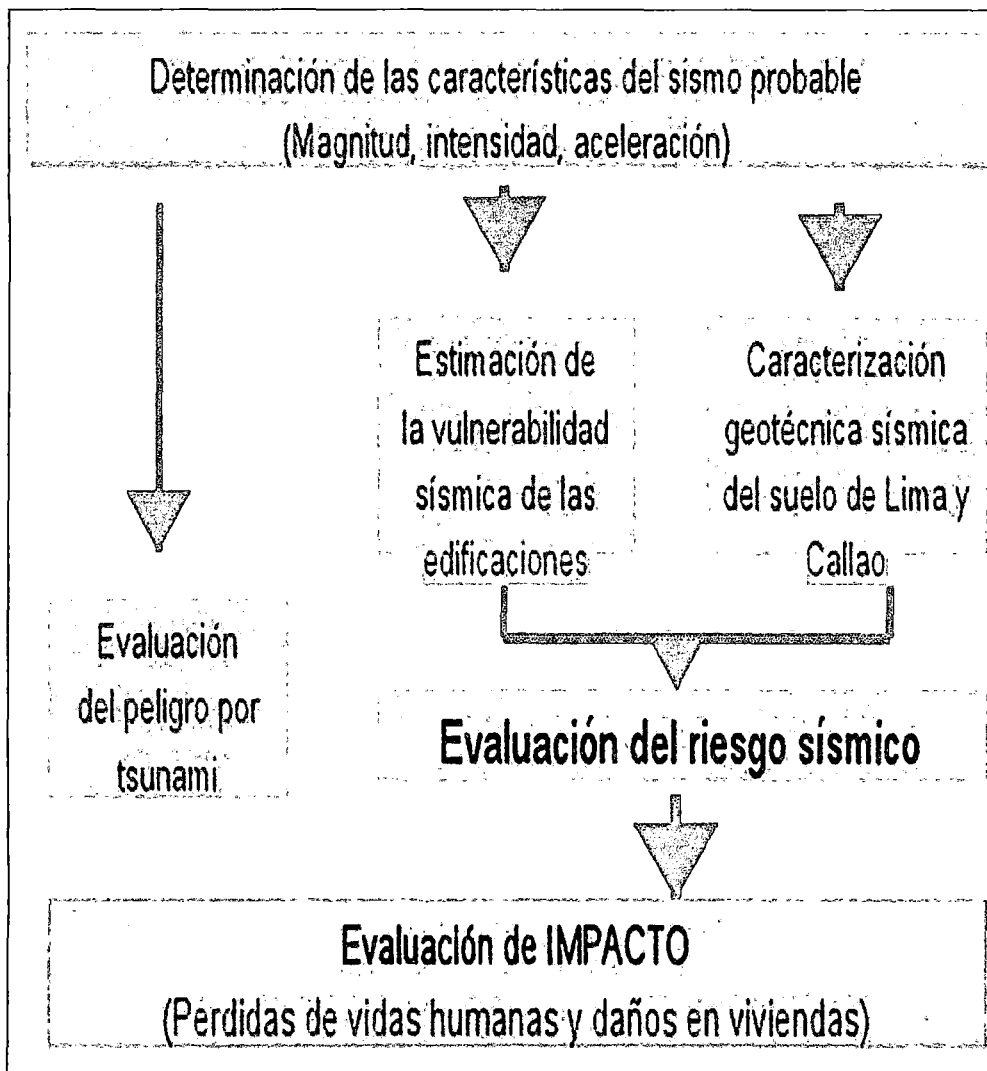 Determinación de las características del sismo probable
(Magnitud, intensidad, aceleración)
Estimación de
la vulnerabilidad
sísmica de las
edificaciones
Caracterización
geotécnica sísmica
del suelo de Lima y
Callao
Evaluación
del peligro por
tsunami
Evaluación del riesgo sísmico
Evaluación de IMPACTO
(Perdidas de vidas humanas y daños en viviendas)